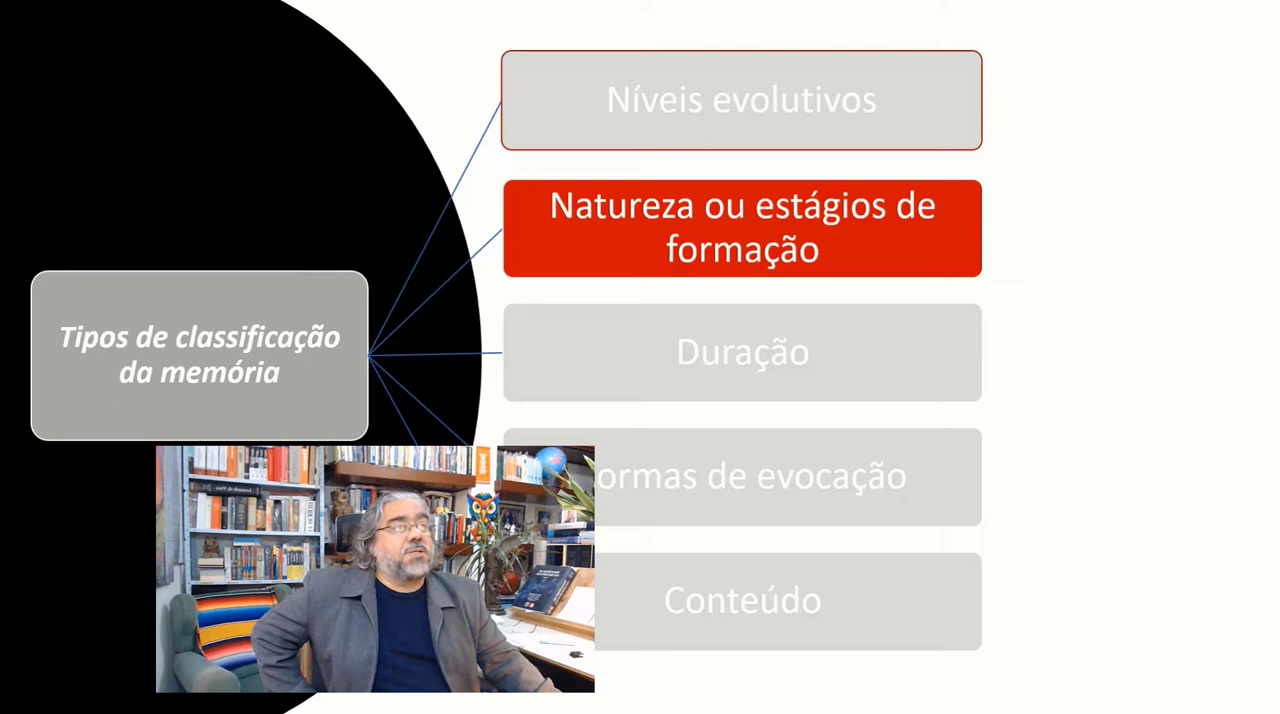 Níveis evolutivos
Natureza ou estágios de
formação
Tipos de classificação
da memória
Duração
ormas de evocação
Conteúdo